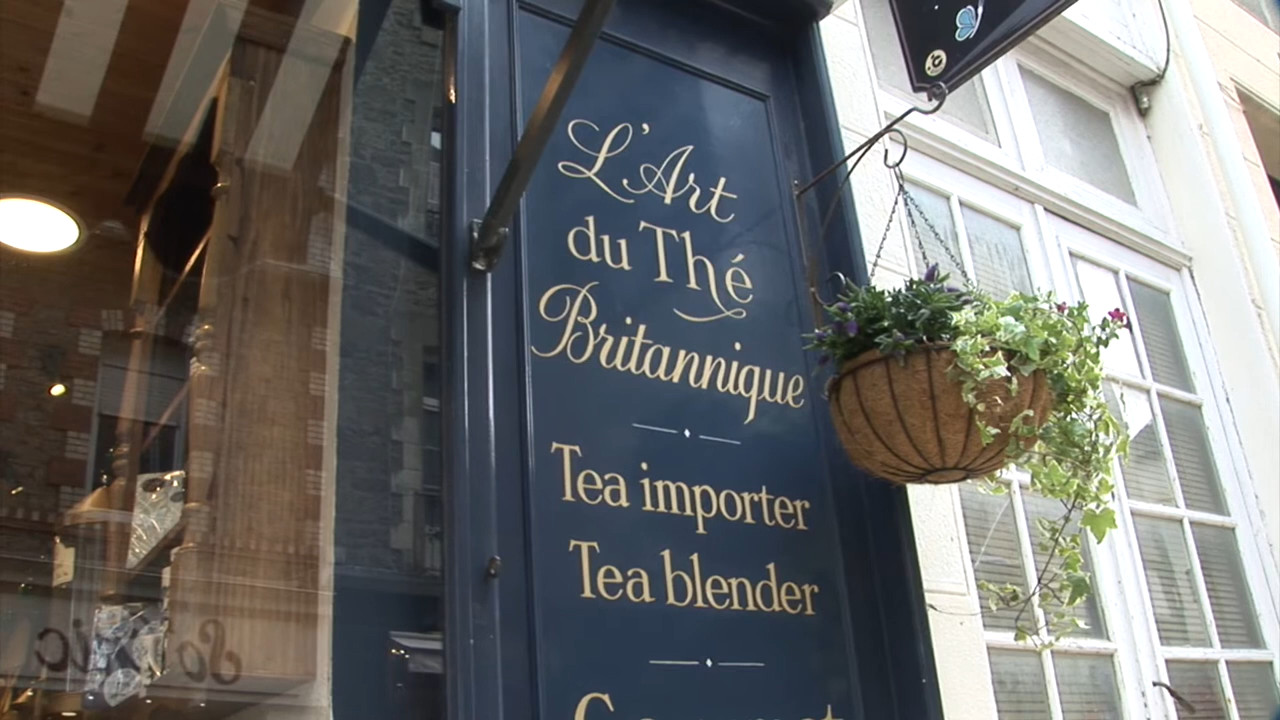 L'Art
du Thé
Britannique
Tea importer
Tea blender